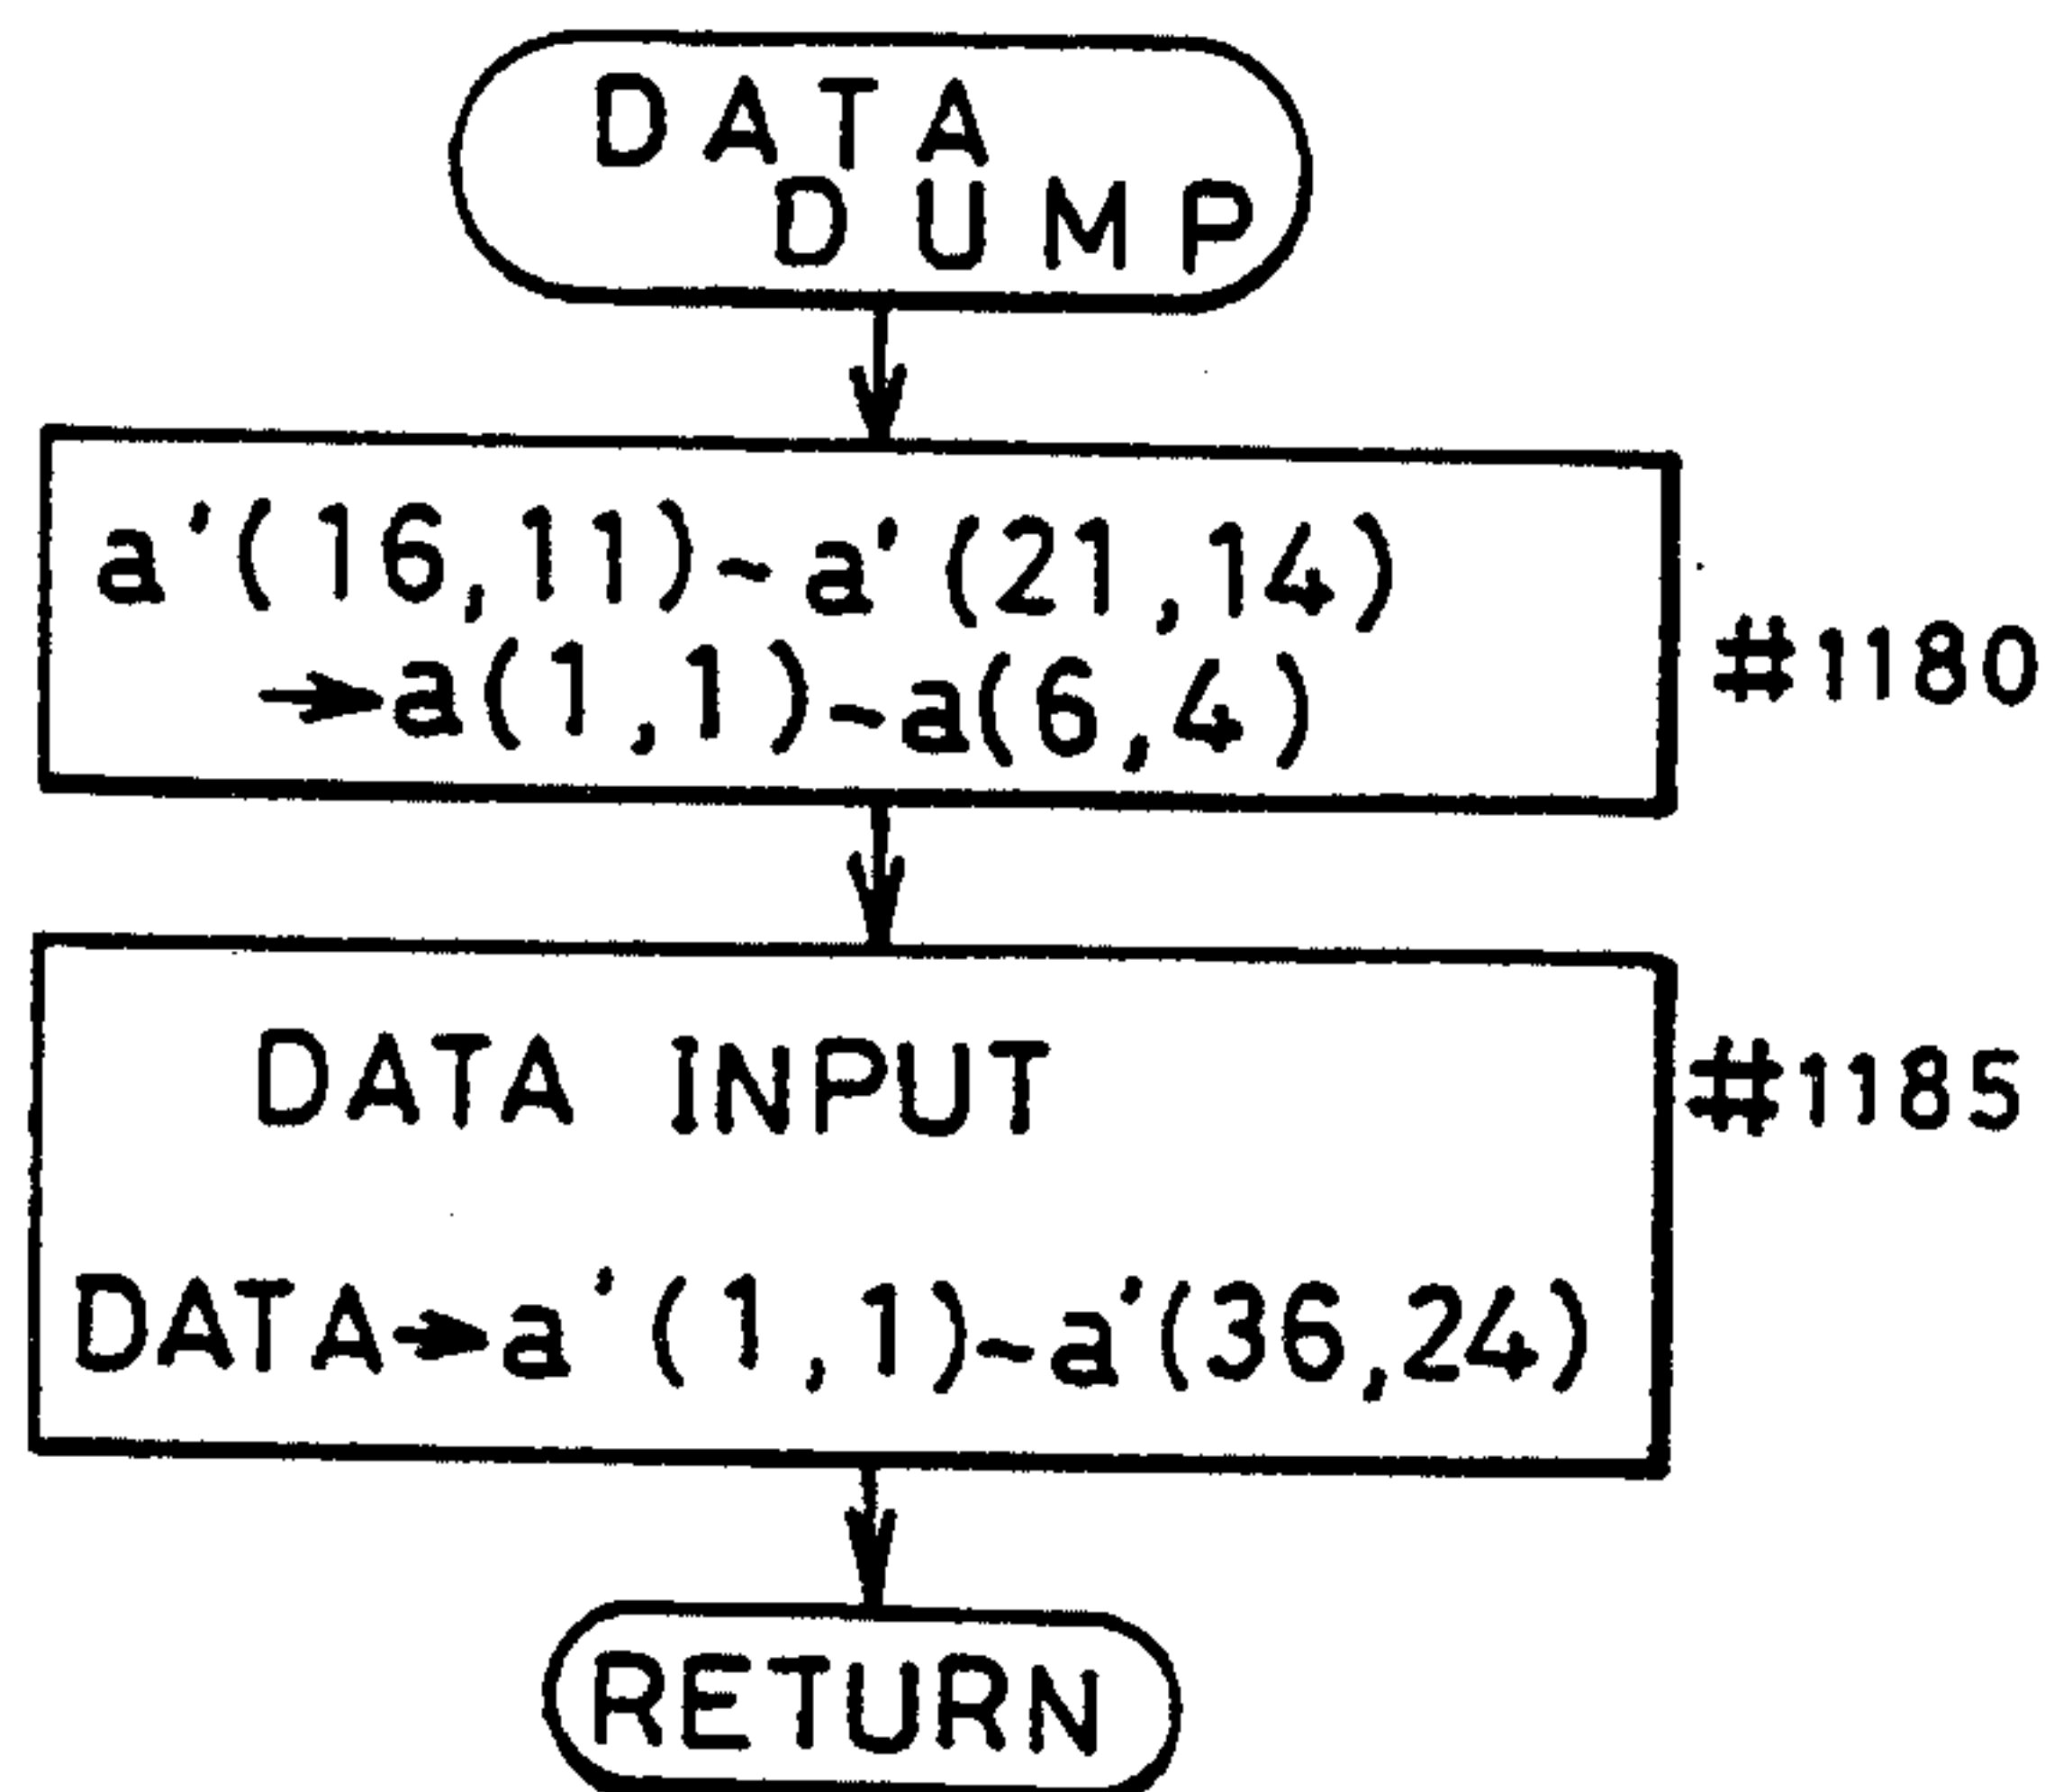 DATA
DUMP
a'(16,11)~a'(21,14)
→a(1,1)~a(6,4)
#1180
DATA INPUT
#1185
DATA→a'(1,1)~a'(36,24)
RETURN